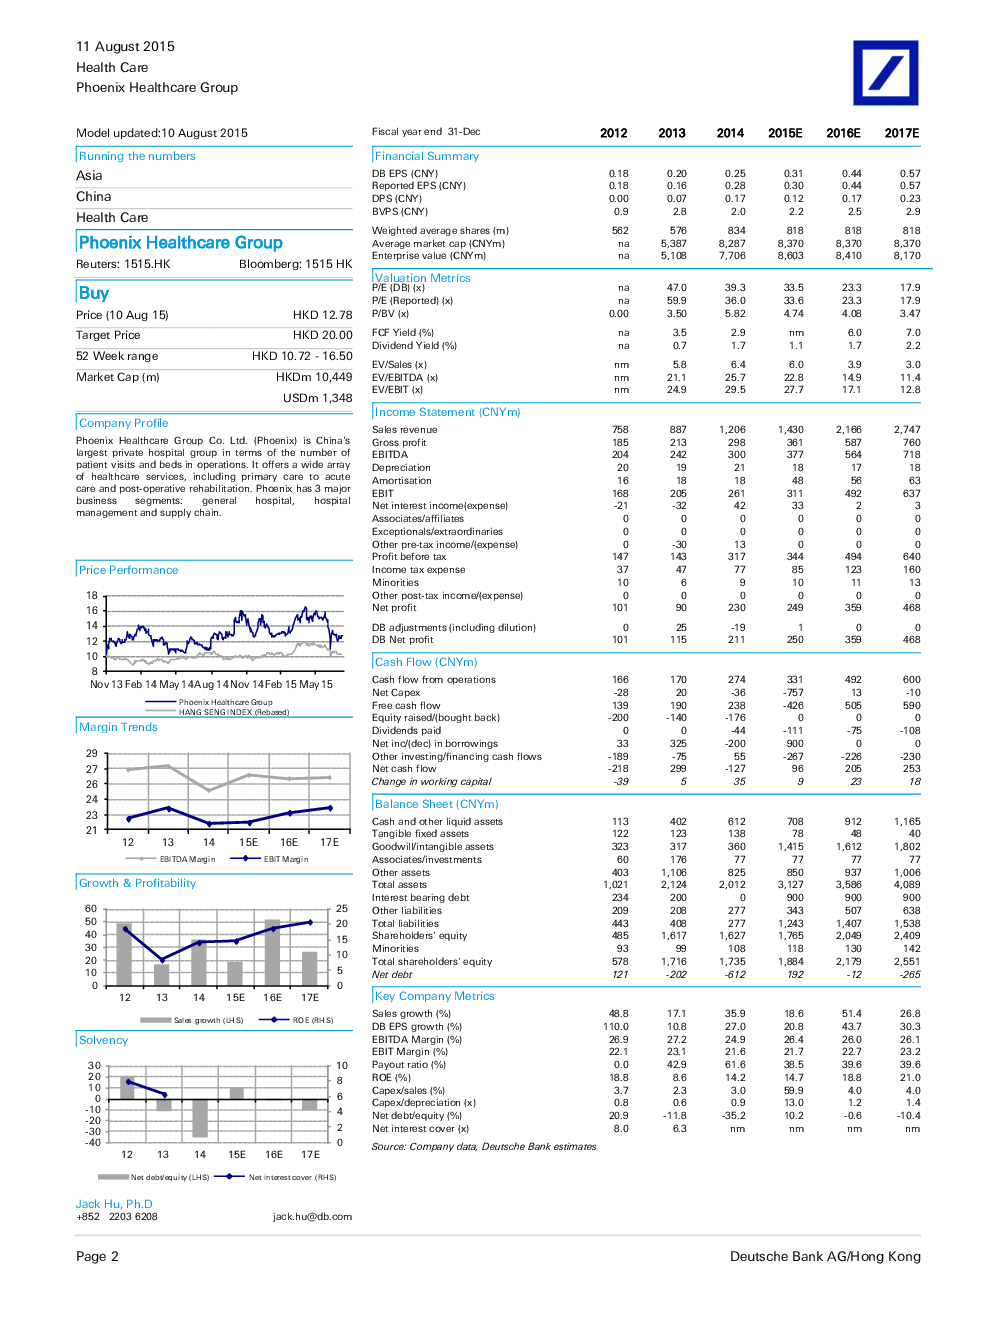 11 August 2015
Health Care
Phoenix Healthcare Group
Model updated:10 August 2015
Running the numbers
Asia
China
Health Care
Phoenix Healthcare Group
Reuters: 1515.HK Bloomberg: 1515 HK
Buy
Price (10 Aug 15) HKD 12.78
Target Price HKD 20.00
52 Week range HKD 10.72 - 16.50
Market Cap (m) HKDm 10,449
USDm 1,348
Company Profile
Phoenix Healthcare Group Co. Ltd. (Phoenix) is China's
largest private hospital group in terms of the number of
patient visits and beds in operations. It offers a wide array
of healthcare services, including primary care to acute
care and post-operative rehabilitation. Phoenix has 3 major
business segments: general hospital, hospital
management and supply chain.
Price Performance
18
16
14
12
10
8
Nov 13 Feb 14 May 14 Aug 14 Nov 14 Feb 15 May 15
Phoenix Healthcare Group
HANG SENG INDEX (Rebased)
Margin Trends
29
27
26
24
23
21
12 13 14 15E 16E 17E
EBITDA Margin EBIT Margin
Growth & Profitability
60 25
50 20
40 15
30
20 10
10 5
0 0
12 13 14 15E 16E 17E
Sales growth (LHS) ROE (RHS)
Solvency
30 10
20 8
10
0 6
-10 4
-20
-30 2
-40 0
12 13 14 15E 16E 17E
Net debt/equity (LHS) Net interest cover (RHS)
Jack Hu, Ph.D
+852 2203 6208 jack.hu@db.com
Fiscal year end 31-Dec 2012 2013 2014 2015E 2016E 2017E
Financial Summary
DB EPS (CNY) 0.18 0.20 0.25 0.31 0.44 0.57
Reported EPS (CNY) 0.18 0.16 0.28 0.30 0.44 0.57
DPS (CNY) 0.00 0.07 0.17 0.12 0.17 0.23
BVPS (CNY) 0.9 2.8 2.0 2.2 2.5 2.9
Weighted average shares (m) 562 576 834 818 818 818
Average market cap (CNYm) na 5,387 8,287 8,370 8,370 8,370
Enterprise value (CNYm) na 5,108 7,706 8,603 8,410 8,170
Valuation Metrics
P/E (DB) (x) na 47.0 39.3 33.5 23.3 17.9
P/E (Reported) (x) na 59.9 36.0 33.6 23.3 17.9
P/BV (x) 0.00 3.50 5.82 4.74 4.08 3.47
FCF Yield (%) na 3.5 2.9 nm 6.0 7.0
Dividend Yield (%) na 0.7 1.7 1.1 1.7 2.2
EV/Sales (x) nm 5.8 6.4 6.0 3.9 3.0
EV/EBITDA (x) nm 21.1 25.7 22.8 14.9 11.4
EV/EBIT (x) nm 24.9 29.5 27.7 17.1 12.8
Income Statement (CNYm)
Sales revenue 758 887 1,206 1,430 2,166 2,747
Gross profit 185 213 298 361 587 760
EBITDA 204 242 300 377 564 718
Depreciation 20 19 21 18 17 18
Amortisation 16 18 18 48 56 63
EBIT 168 205 261 311 492 637
Net interest income(expense) -21 -32 42 33 2 3
Associates/affiliates 0 0 0 0 0 0
Exceptionals/extraordinaries 0 0 0 0 0 0
Other pre-tax income/(expense) 0 -30 13 0 0 0
Profit before tax 147 143 317 344 494 640
Income tax expense 37 47 77 85 123 160
Minorities 10 6 9 10 11 13
Other post-tax income/(expense) 0 0 0 0 0 0
Net profit 101 90 230 249 359 468
DB adjustments (including dilution) 0 25 -19 1 0 0
DB Net profit 101 115 211 250 359 468
Cash Flow (CNYm)
Cash flow from operations 166 170 274 331 492 600
Net Capex -28 20 -36 -757 13 -10
Free cash flow 139 190 238 -426 505 590
Equity raised/(bought back) -200 -140 -176 0 0 0
Dividends paid 0 0 -44 -111 -75 -108
Net inc/(dec) in borrowings 33 325 -200 900 0 0
Other investing/financing cash flows -189 -75 55 -267 -226 -230
Net cash flow -218 299 -127 96 205 253
Change in working capital -39 5 35 9 23 18
Balance Sheet (CNYm)
Cash and other liquid assets 113 402 612 708 912 1,165
Tangible fixed assets 122 123 138 78 48 40
Goodwill/intangible assets 323 317 360 1,415 1,612 1,802
Associates/investments 60 176 77 77 77 77
Other assets 403 1,106 825 850 937 1,006
Total assets 1,021 2,124 2,012 3,127 3,586 4,089
Interest bearing debt 234 200 0 900 900 900
Other liabilities 209 208 277 343 507 638
Total liabilities 443 408 277 1,243 1,407 1,538
Shareholders' equity 485 1,617 1,627 1,765 2,049 2,409
Minorities 93 99 108 118 130 142
Total shareholders' equity 578 1,716 1,735 1,884 2,179 2,551
Net debt 121 -202 -612 192 -12 -265
Key Company Metrics
Sales growth (%) 48.8 17.1 35.9 18.6 51.4 26.8
DB EPS growth (%) 110.0 10.8 27.0 20.8 43.7 30.3
EBITDA Margin (%) 26.9 27.2 24.9 26.4 26.0 26.1
EBIT Margin (%) 22.1 23.1 21.6 21.7 22.7 23.2
Payout ratio (%) 0.0 42.9 61.6 38.5 39.6 39.6
ROE (%) 18.8 8.6 14.2 14.7 18.8 21.0
Capex/sales (%) 3.7 2.3 3.0 59.9 4.0 4.0
Capex/depreciation (x) 0.8 0.6 0.9 13.0 1.2 1.4
Net debt/equity (%) 20.9 -11.8 -35.2 10.2 -0.6 -10.4
Net interest cover (x) 8.0 6.3 nm nm nm nm
Source: Company data, Deutsche Bank estimates
Page 2 Deutsche Bank AG/Hong Kong